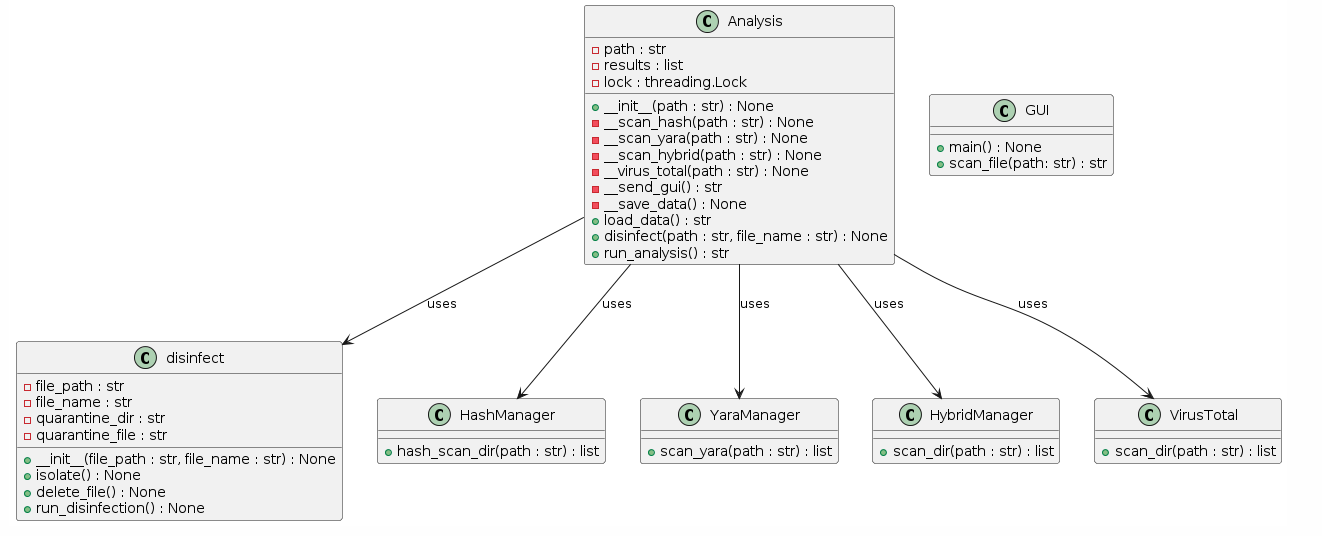 C Analysis
path : str
results : list
lock : threading.Lock
__init__(path : str) : None
__scan_hash(path : str) : None
__scan_yara(path : str) : None
__scan_hybrid(path : str) : None
__virus_total(path : str) : None
__send_gui() : str
__save_data() : None
load_data() : str
disinfect(path : str, file_name : str) : None
run_analysis() : str
C GUI
main() : None
scan_file(path: str) : str
uses
uses
uses
uses
uses
C disinfect
file_path : str
file_name : str
quarantine_dir : str
quarantine_file : str
__init__(file_path : str, file_name : str) : None
isolate() : None
delete_file() : None
run_disinfection() : None
C HashManager
hash_scan_dir(path : str) : list
C YaraManager
scan_yara(path : str) : list
C HybridManager
scan_dir(path : str) : list
C VirusTotal
scan_dir(path : str) : list